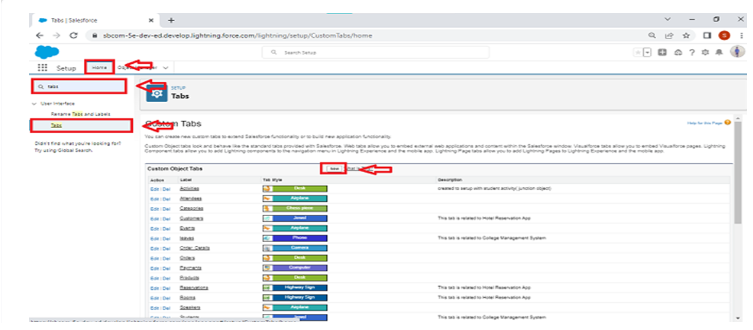 Tabs | Salesforce
sbcom-5e-dev-ed.develop.lightning.force.com/lightning/setup/CustomTabs/home
Search Setup
Setup
Home
tabs
User Interface
Rename Tabs and Labels
Tabs
Didn't find what you're looking for?
Try using Global Search.
SETUP
Tabs
Custom Tabs
Help for this Page
You can create new custom tabs to extend Salesforce functionality or to build new application functionality.
Custom Object tabs look and behave like the standard tabs provided with Salesforce. Web tabs allow you to embed external web applications and content within the Salesforce window. Visualforce tabs allow you to embed Visualforce pages. Lightning
Component tabs allow you to add Lightning components to the navigation menu in Lightning Experience and the mobile app. Lightning Page tabs allow you to add Lightning Pages to Lightning Experience and the mobile app.
Custom Object Tabs
New
Action Label Tab Style Description
Edit | Del Activities Desk created to setup with student activity( junction object)
Edit | Del Attendees Airplane
Edit | Del Categories Chess piece
Edit | Del Customers Jewel This tab is related to Hotel Reservation App
Edit | Del Events Airplane
Edit | Del Phone This tab is related to College Management System
Edit | Del Order Details Camera
Edit | Del Orders Desk
Edit | Del Payments Computer
Edit | Del Products Desk
Edit | Del Reservations Highway Sign This tab is related to Hotel Reservation App
Edit | Del Rooms Highway Sign This tab is related to Hotel Reservation App
Edit | Del Speakers Airplane
Students Jewel This tab is related to College Management System